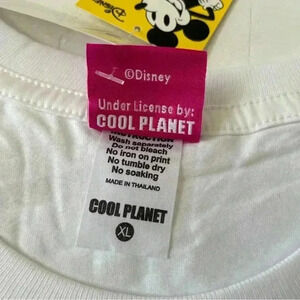 ©Disney
Under License by:
COOL PLANET
INSTRUCTION
Wash separately
Do not bleach
No iron on print
No tumble dry
No soaking
MADE IN THAILAND
COOL PLANET
XL